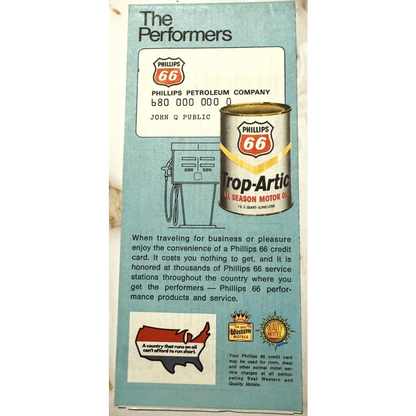 The
Performers
PHILLIPS
66
PHILLIPS PETROLEUM COMPANY
680 000 000 0
JOHN Q PUBLIC
PHILLIPS
66
Trop-Artic
ALL SEASON MOTOR OIL
When traveling for business or pleasure
enjoy the convenience of a Phillips 66 credit
card. It costs you nothing to get, and it is
honored at thousands of Phillips 66 service
stations throughout the country where you
get the performers — Phillips 66 perfor-
mance products and service.
A country that runs on oil
can't afford to run short.
Western
MOTELS
Your Phillips 66 credit card
may be used for room, meal
and other normal motel ser-
vice charges at all partici-
pating Best Western and
Quality Motels.